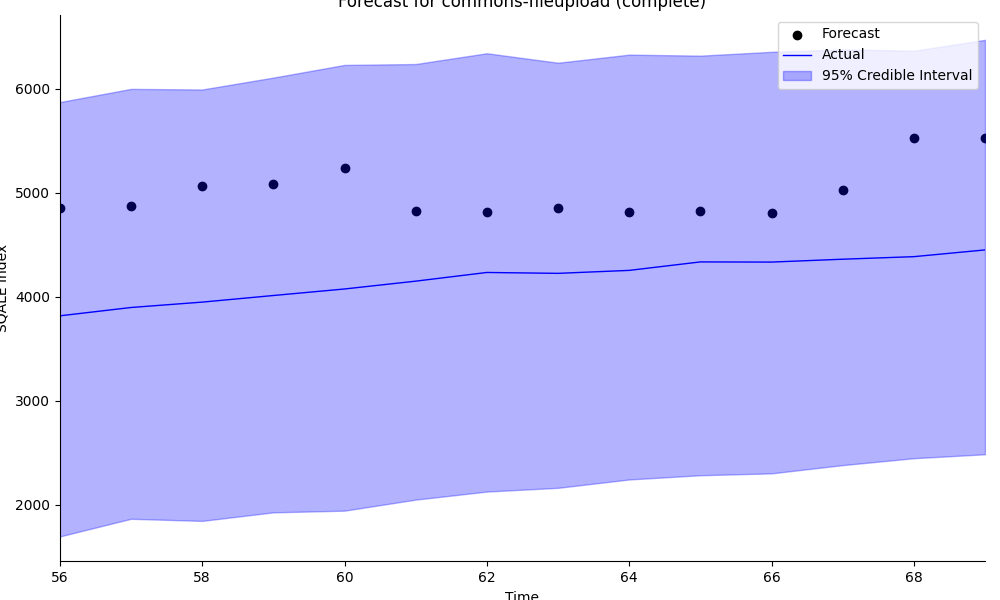 Forecast for commons-fileupload (complete)
Forecast
Actual
95% Credible Interval
6000
5000
4000
3000
2000
SQALE Index
56
58
60
62
64
66
68
Time